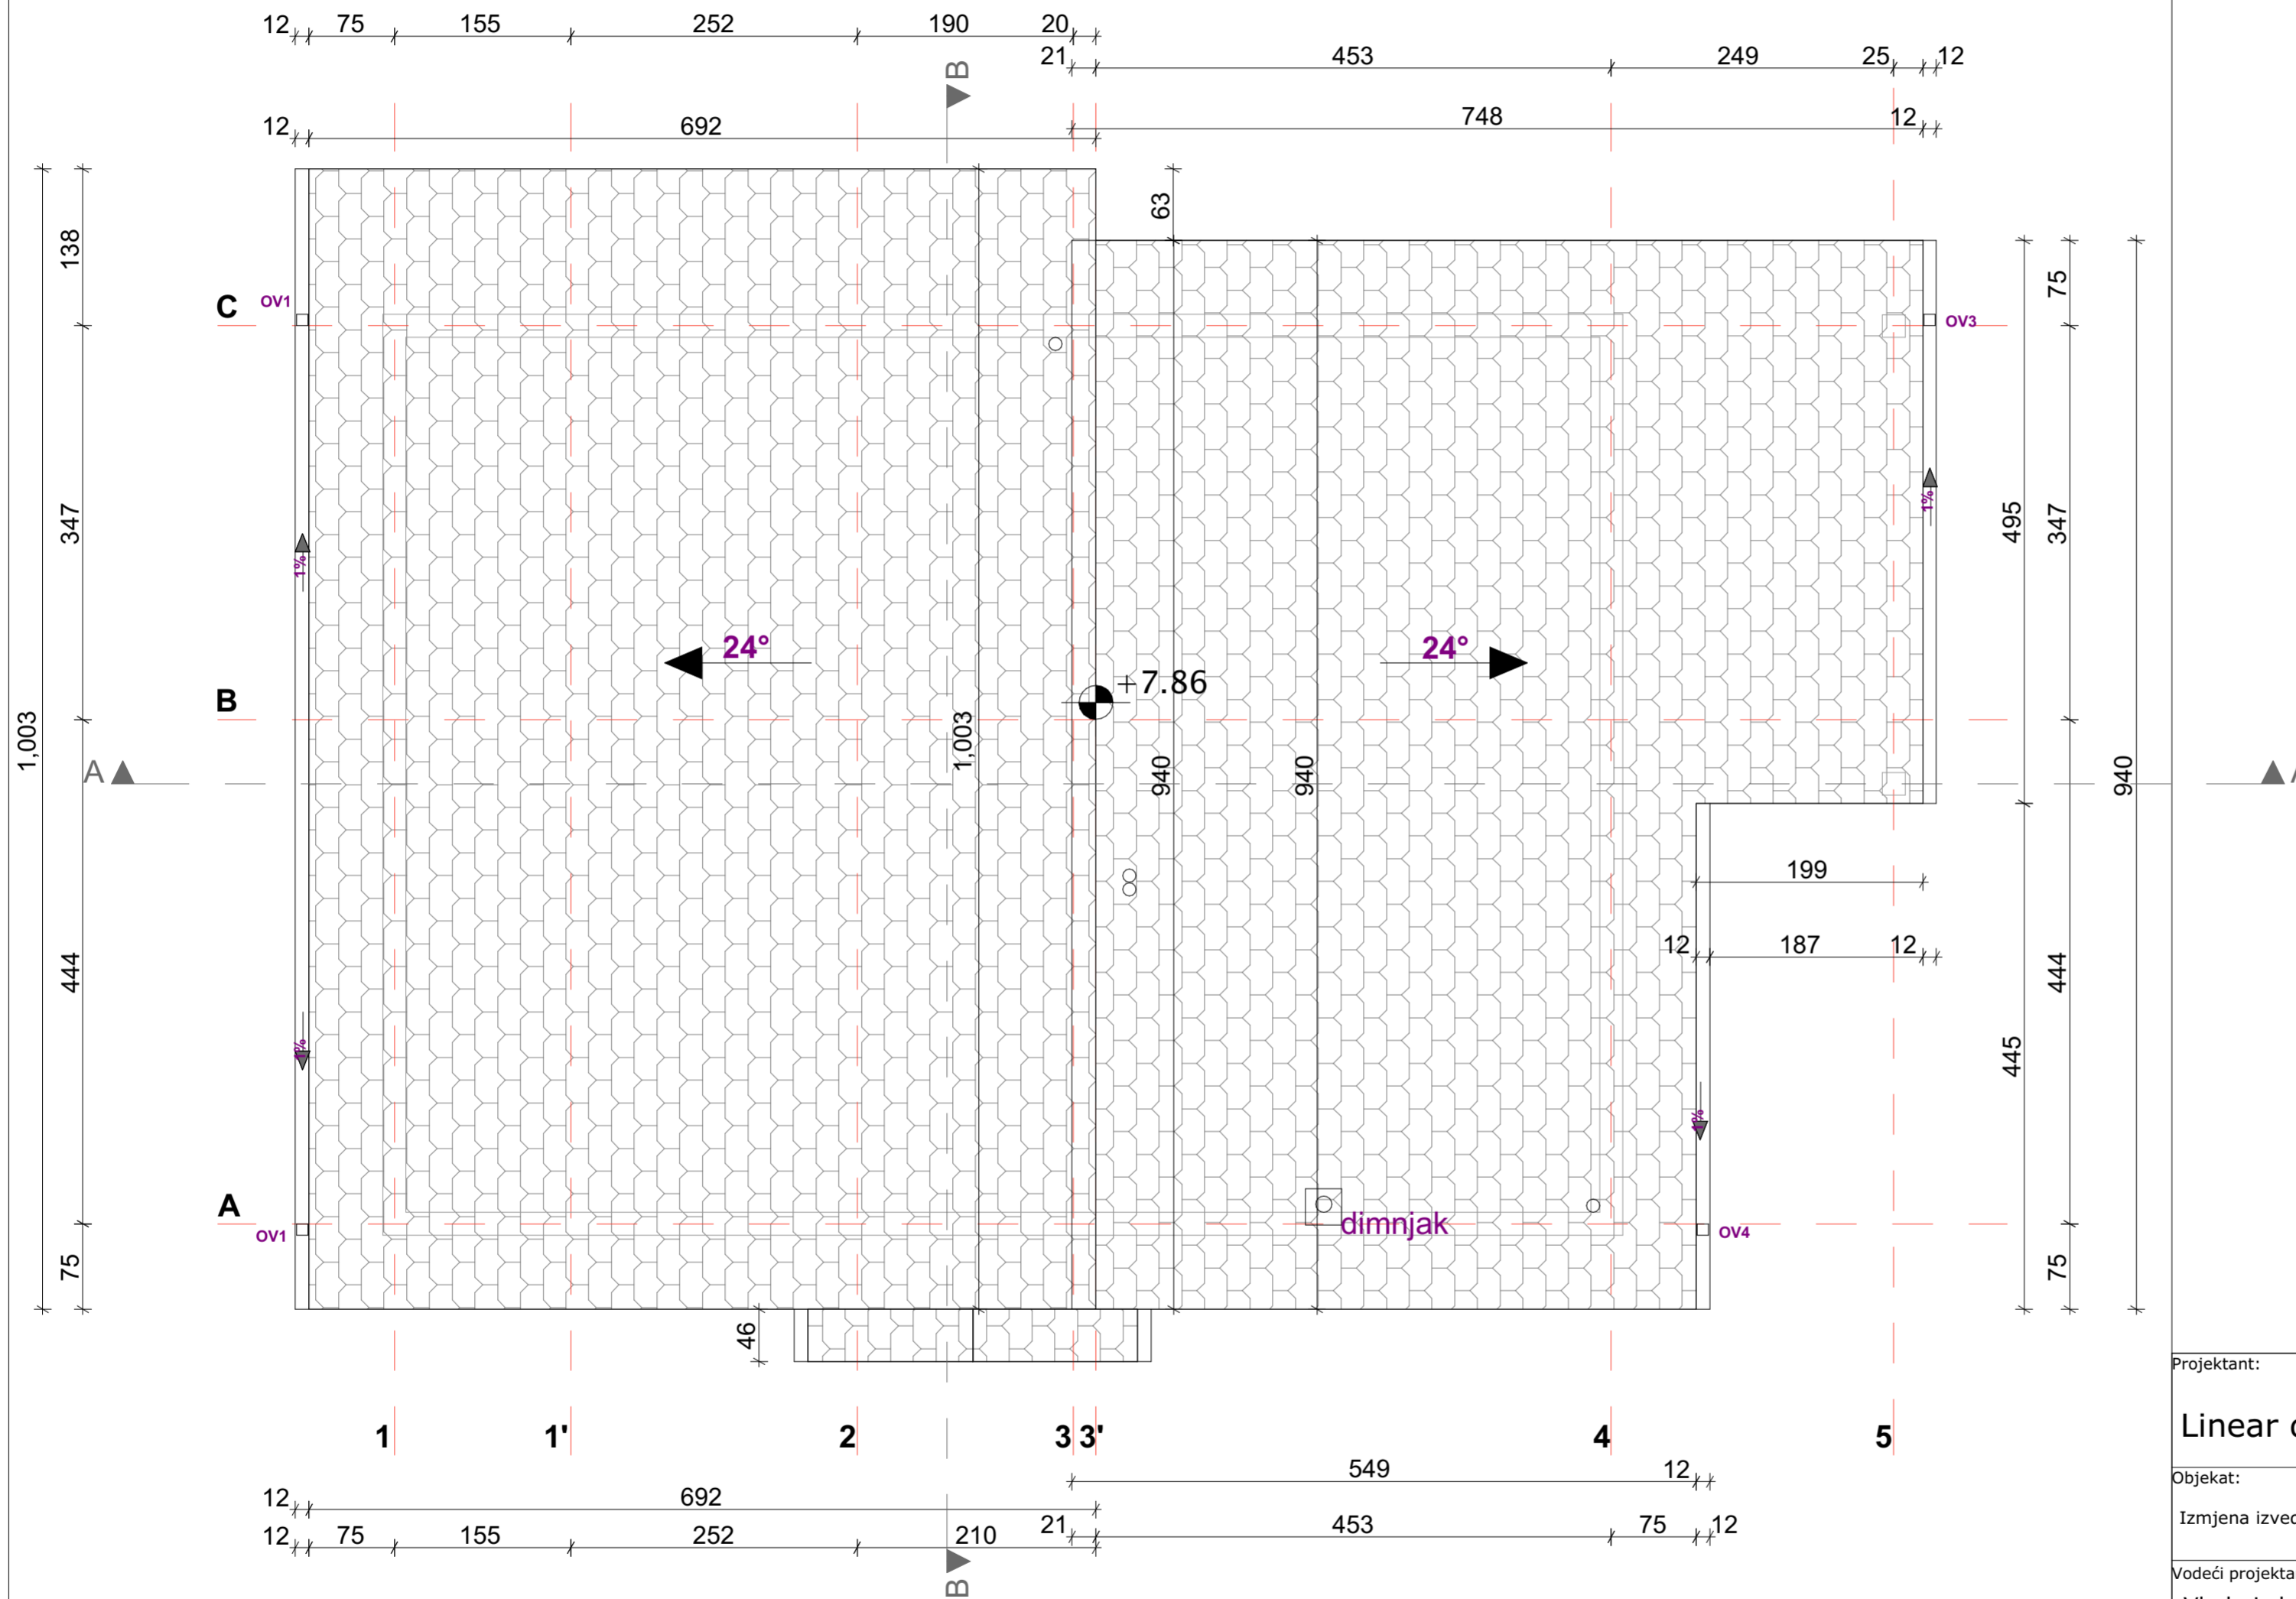 12 75 155 252 190 20
21 453 249 25 12
B
12 692 748 12
63
138
75
C
OV1
OV3
347
495
347
1%
1%
24°
24°
+7.86
B
1,003
1,003
940
940
940
A
199
12 187 12
444
444
445
1%
1%
A
dimnjak
OV1
OV4
75
75
46
Projektant:
1 1' 2 3 3' 4 5
Linear
549 12
Objekat:
12 692
12 75 155 252 210 21 453 75 12
Izmjena
B
Vodeći